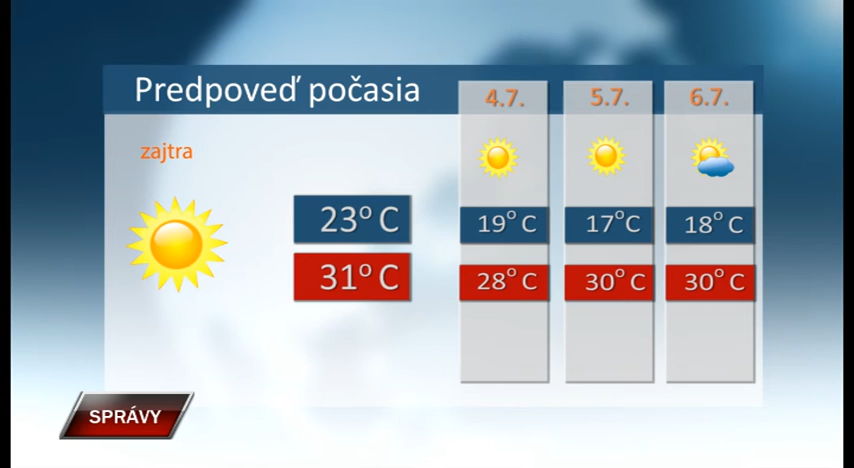 Predpoveď počasia
zajtra
23° C
31° C
4.7.
19° C
28° C
5.7.
17°C
30° C
6.7.
18° C
30° C
SPRÁVY